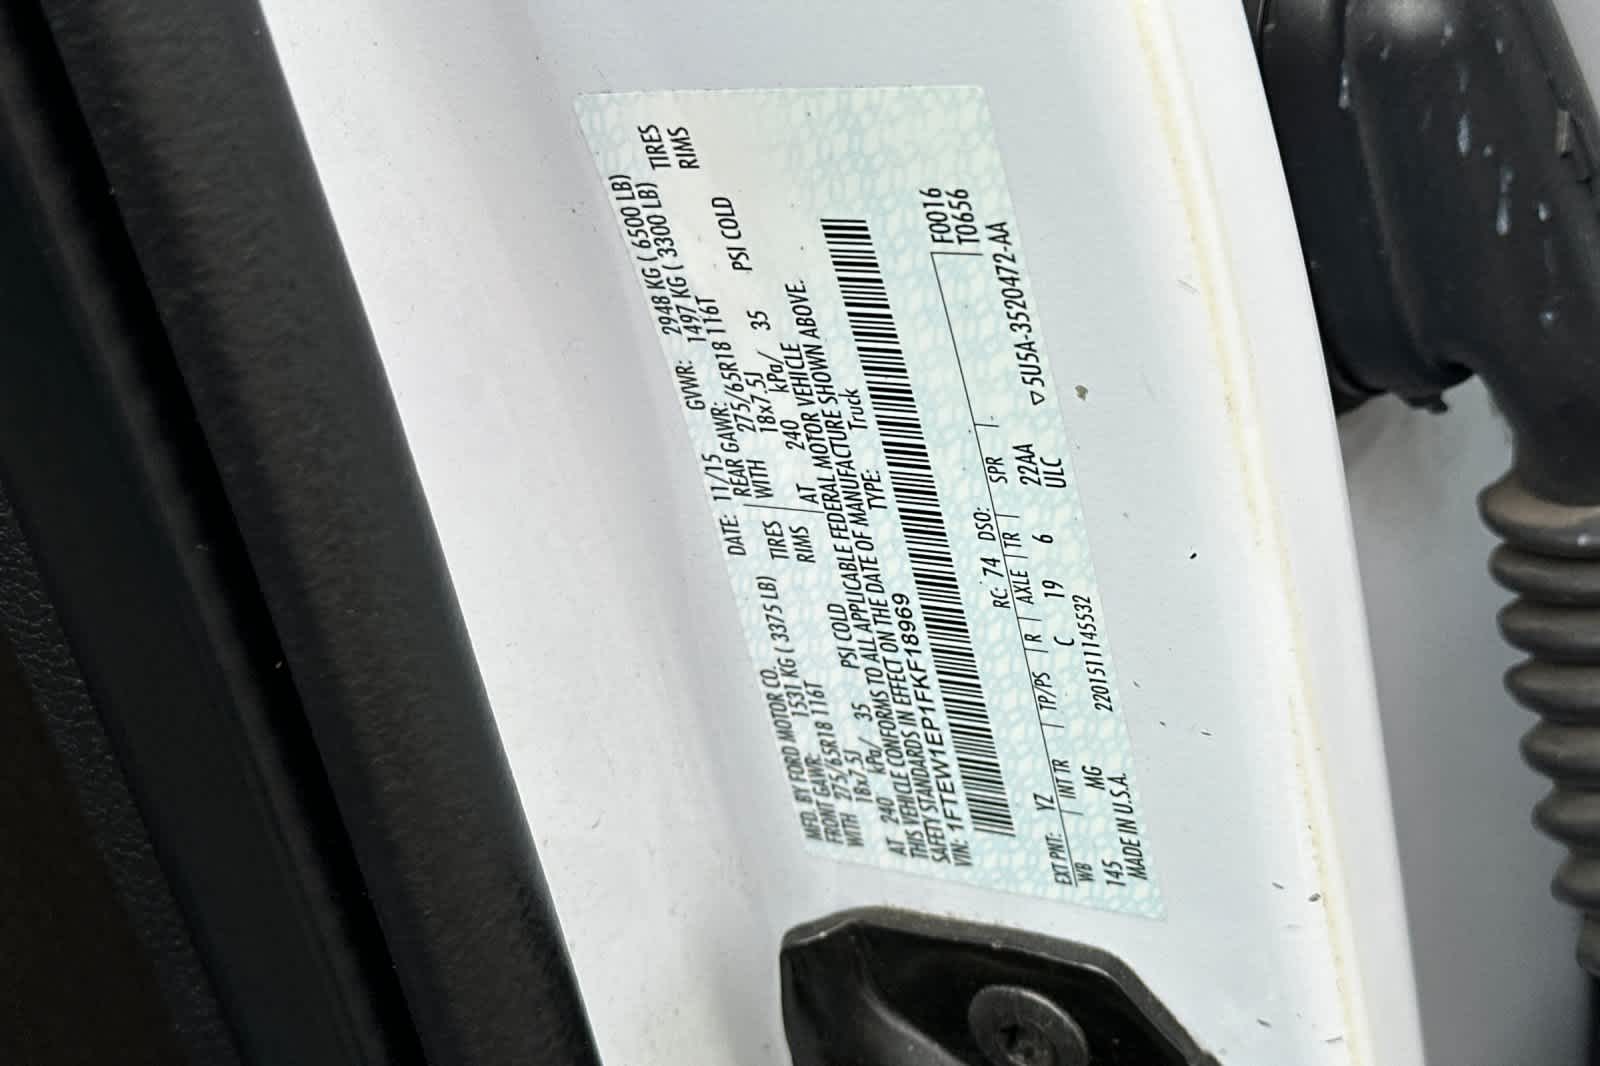 MFD. BY FORD MOTOR CO. DATE: 11/15 GVWR: 2948 KG ( 6500 LB)
FRONT GAWR: 1531 KG ( 3375 LB) REAR GAWR: 1497 KG ( 3300 LB)
WITH 275/65R18 116T TIRES WITH 275/65R18 116T TIRES
18x7.5J RIMS 18x7.5J RIMS
AT 240 kPa/ 35 PSI COLD AT 240 kPa/ 35 PSI COLD
THIS VEHICLE CONFORMS TO ALL APPLICABLE FEDERAL MOTOR VEHICLE
SAFETY STANDARDS IN EFFECT ON THE DATE OF MANUFACTURE SHOWN ABOVE.
VIN: 1FTEW1EP1FKF18969 TYPE: Truck
F0016
T0656
EXT PNT: YZ RC: 74 DSO:
WB INT TR TP/PS R AXLE TR SPR
145 MG C 19 6 22AA
MADE IN U.S.A. 220151114 5532 ULC
▽5U5A-3520472-AA